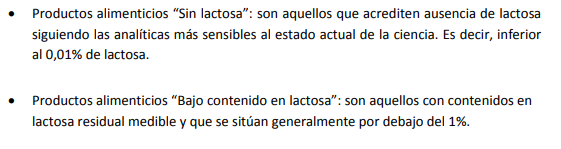 • Productos alimenticios “Sin lactosa”: son aquellos que acrediten ausencia de lactosa
siguiendo las analíticas más sensibles al estado actual de la ciencia. Es decir, inferior
al 0,01% de lactosa.
• Productos alimenticios “Bajo contenido en lactosa”: son aquellos con contenidos en
lactosa residual medible y que se sitúan generalmente por debajo del 1%.